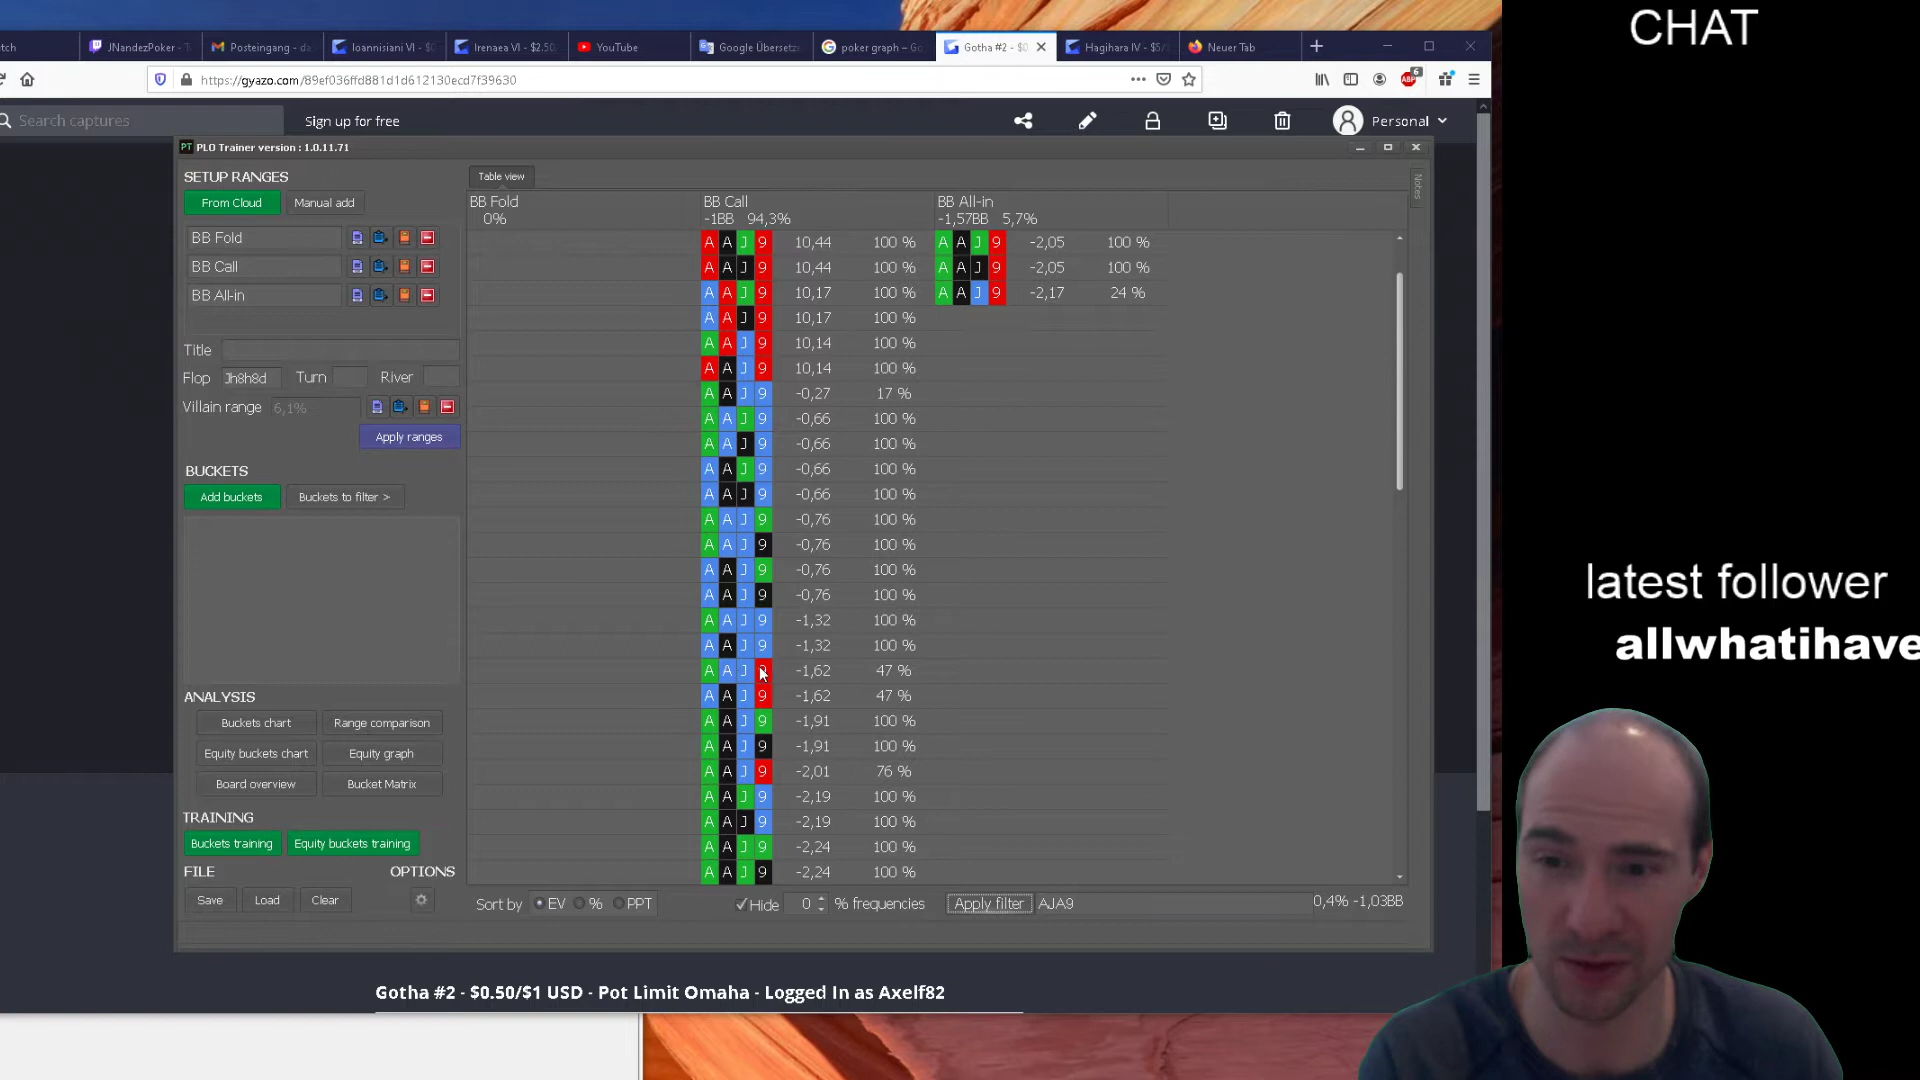 CHAT
tch
JNandezPoker - T
Posteingang - da
Ioannisiani VI - $0
Irenaea VI - $2.50
YouTube
Google Übersetz
poker graph – Go
Gotha #2 - $0
Hagihara IV - $5/
Neuer Tab
https://gyazo.com/89ef036ffd881d1d612130ecd7f39630
6
Search captures
Sign up for free
Personal
PT PLO Trainer version : 1.0.11.71
SETUP RANGES
From Cloud
Manual add
BB Fold
BB Call
BB All-in
Title
Flop Jh8h8d Turn River
Villain range 6,1%
Apply ranges
BUCKETS
Add buckets
Buckets to filter >
ANALYSIS
Buckets chart
Range comparison
Equity buckets chart
Equity graph
Board overview
Bucket Matrix
TRAINING
Buckets training
Equity buckets training
FILE
OPTIONS
Save
Load
Clear
Table view
Notes
BB Fold
0%
BB Call
-1BB 94,3%
BB All-in
-1,57BB 5,7%
A A J 9 10,44 100 % A A J 9 -2,05 100 %
A A J 9 10,44 100 % A A J 9 -2,05 100 %
A A J 9 10,17 100 % A A J 9 -2,17 24 %
A A J 9 10,17 100 %
A A J 9 10,14 100 %
A A J 9 10,14 100 %
A A J 9 -0,27 17 %
A A J 9 -0,66 100 %
A A J 9 -0,66 100 %
A A J 9 -0,66 100 %
A A J 9 -0,66 100 %
A A J 9 -0,76 100 %
A A J 9 -0,76 100 %
A A J 9 -0,76 100 %
A A J 9 -0,76 100 %
A A J 9 -1,32 100 %
A A J 9 -1,32 100 %
A A J 9 -1,62 47 %
A A J 9 -1,62 47 %
A A J 9 -1,91 100 %
A A J 9 -1,91 100 %
A A J 9 -2,01 76 %
A A J 9 -2,19 100 %
A A J 9 -2,19 100 %
A A J 9 -2,24 100 %
A A J 9 -2,24 100 %
Sort by EV % PPT
Hide 0 % frequencies
Apply filter AJA9
0,4% -1,03BB
Gotha #2 - $0.50/$1 USD - Pot Limit Omaha - Logged In as Axelf82
latest follower
allwhatihave